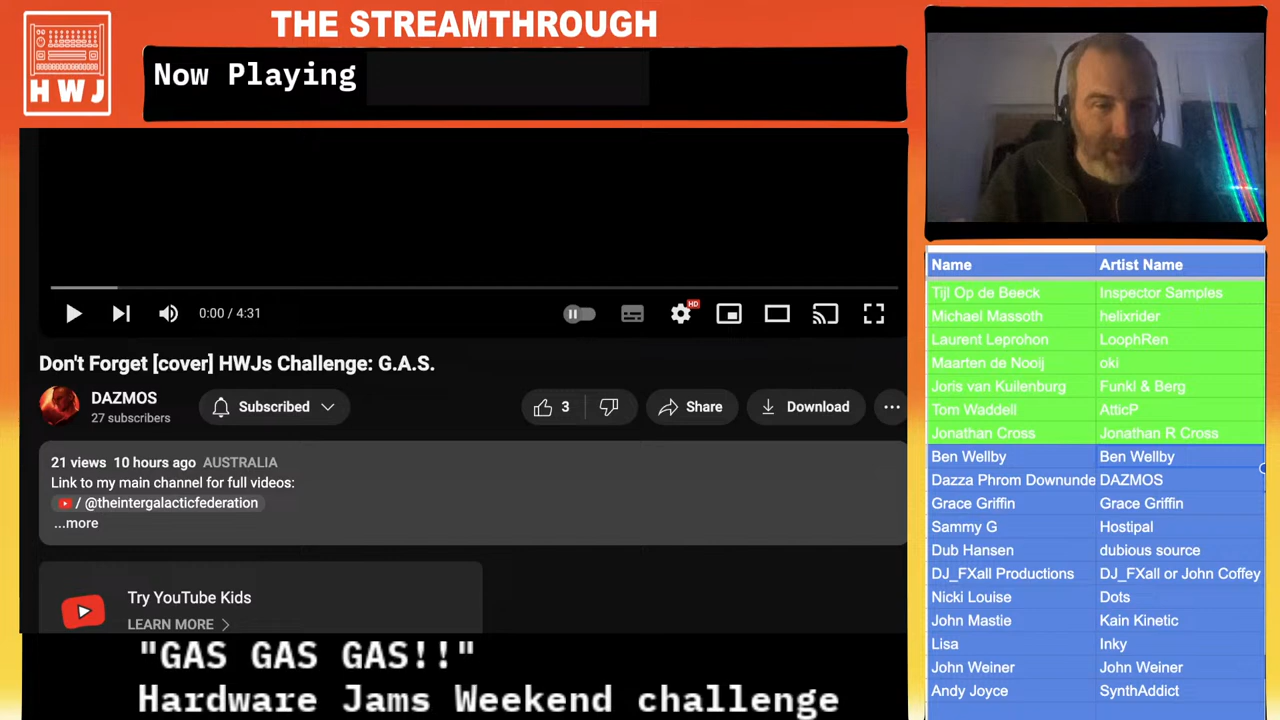 THE STREAMTHROUGH
HWJ
Now Playing
0:00 / 4:31
HD
Don't Forget [cover] HWJs Challenge: G.A.S.
DAZMOS
27 subscribers
Subscribed
3
Share
Download
21 views 10 hours ago AUSTRALIA
Link to my main channel for full videos:
/ @theintergalacticfederation
...more
Try YouTube Kids
LEARN MORE
"GAS GAS GAS!!"
Hardware Jams Weekend challenge
Name Artist Name
Tijl Op de Beeck Inspector Samples
Michael Massoth helixrider
Laurent Leprohon LoophRen
Maarten de Nooij oki
Joris van Kuilenburg Funkl & Berg
Tom Waddell AtticP
Jonathan Cross Jonathan R Cross
Ben Wellby Ben Wellby
Dazza Phrom Downunde DAZMOS
Grace Griffin Grace Griffin
Sammy G Hostipal
Dub Hansen dubious source
DJ_FXall Productions DJ_FXall or John Coffey
Nicki Louise Dots
John Mastie Kain Kinetic
Lisa Inky
John Weiner John Weiner
Andy Joyce SynthAddict